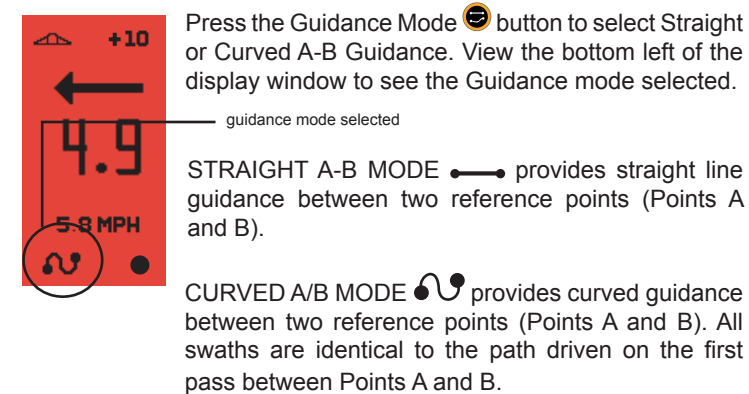 +10
4.9
5.8 MPH
Press the Guidance Mode button to select Straight
or Curved A-B Guidance. View the bottom left of the
display window to see the Guidance mode selected.
guidance mode selected
STRAIGHT A-B MODE provides straight line
guidance between two reference points (Points A
and B).
CURVED A/B MODE provides curved guidance
between two reference points (Points A and B). All
swaths are identical to the path driven on the first
pass between Points A and B.